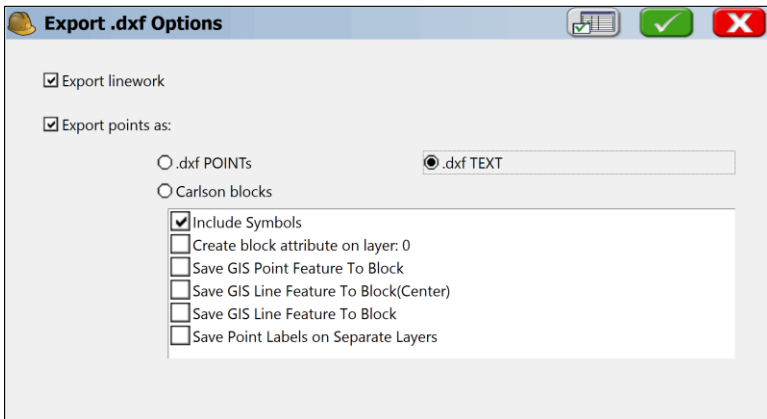 Export .dxf Options
Export linework
Export points as:
.dxf POINTs .dxf TEXT
Carlson blocks
Include Symbols
Create block attribute on layer: 0
Save GIS Point Feature To Block
Save GIS Line Feature To Block(Center)
Save GIS Line Feature To Block
Save Point Labels on Separate Layers